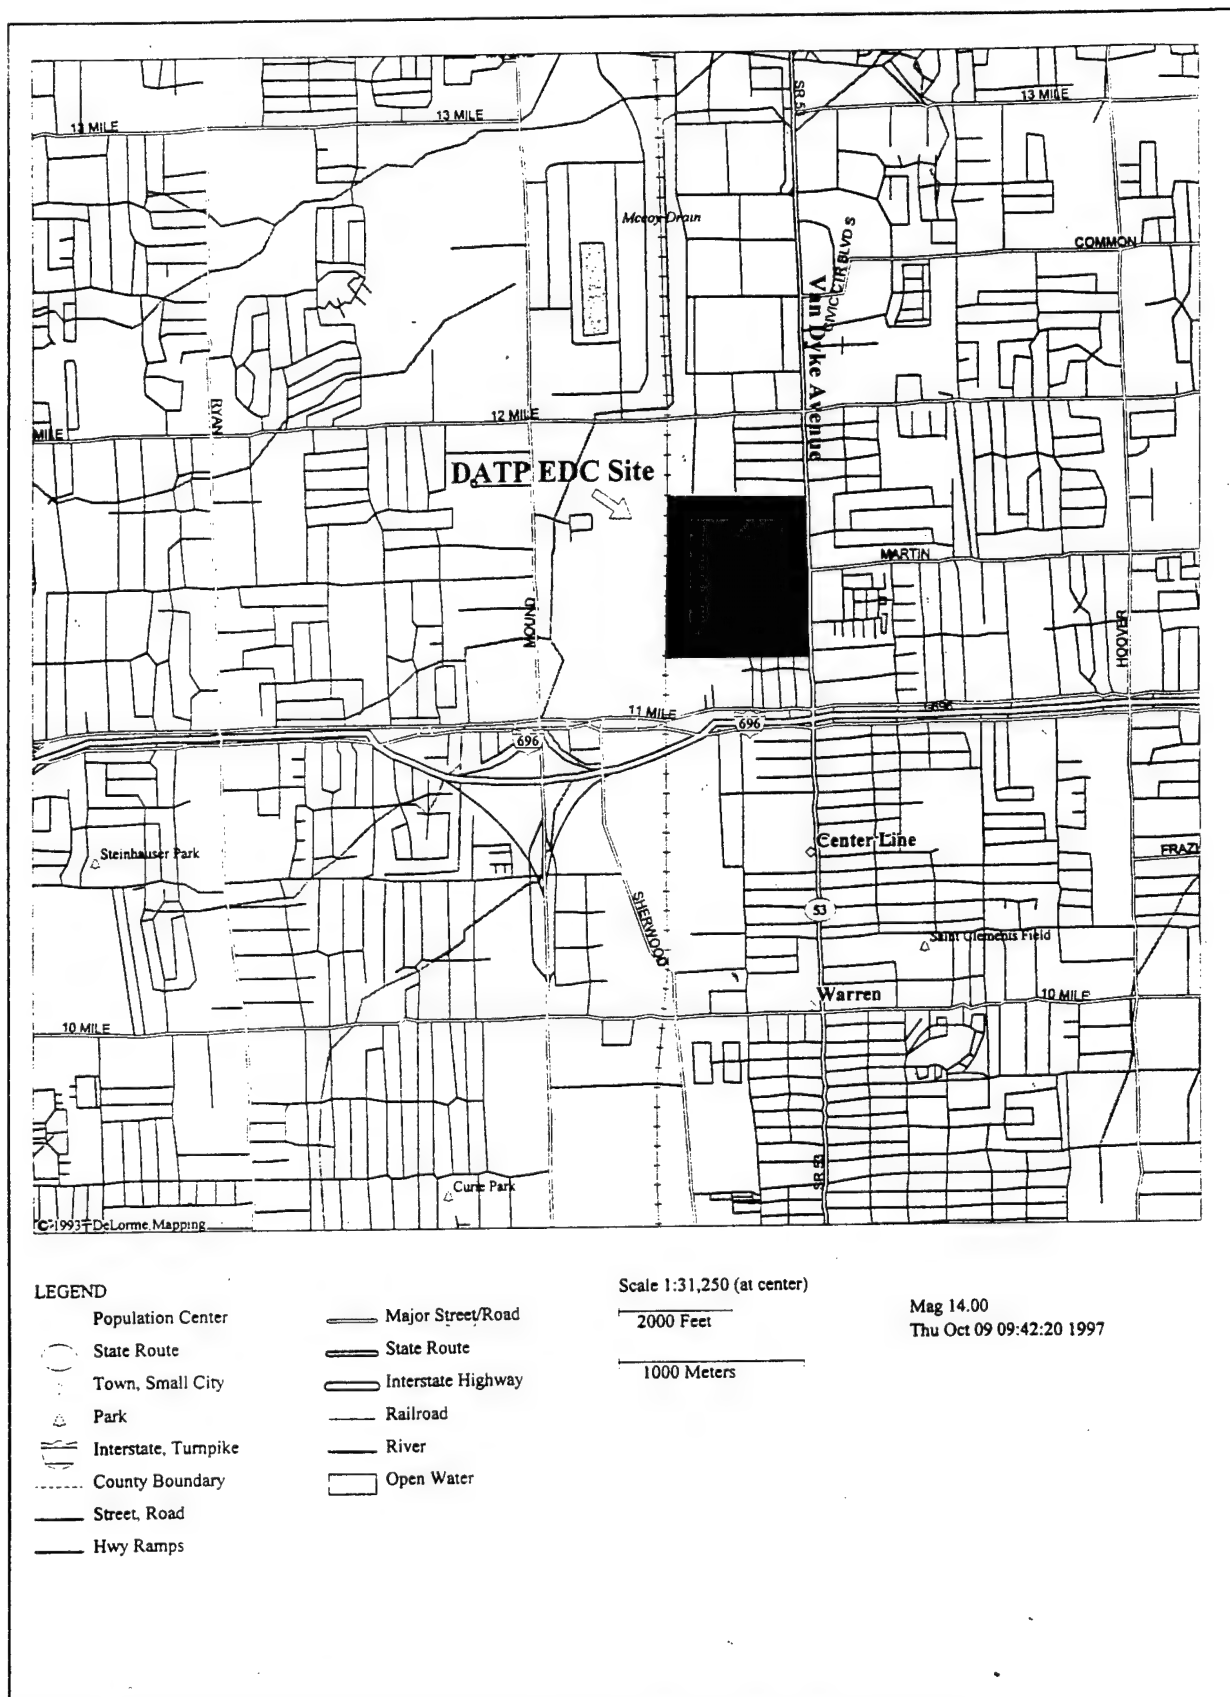 SR 53
13 MILE
13 MILE
13 MILE
Mccoy Drain
COMMON
CIVIC CTR BLVD S
Van Dyke Avenue
RYAN
12 MILE
MILE
DATP EDC Site
MARTIN
MOUND
HOOVER
11 MILE
I-696
696
696
Steinhauser Park
Center Line
FRAZI
53
SHERWOOD
Saint Clements Field
Warren
10 MILE
10 MILE
SR 53
Curie Park
© 1993 DeLorme Mapping
LEGEND
Population Center
State Route
Town, Small City
Park
Interstate, Turnpike
County Boundary
Street, Road
Hwy Ramps
Major Street/Road
State Route
Interstate Highway
Railroad
River
Open Water
Scale 1:31,250 (at center)
2000 Feet
1000 Meters
Mag 14.00
Thu Oct 09 09:42:20 1997